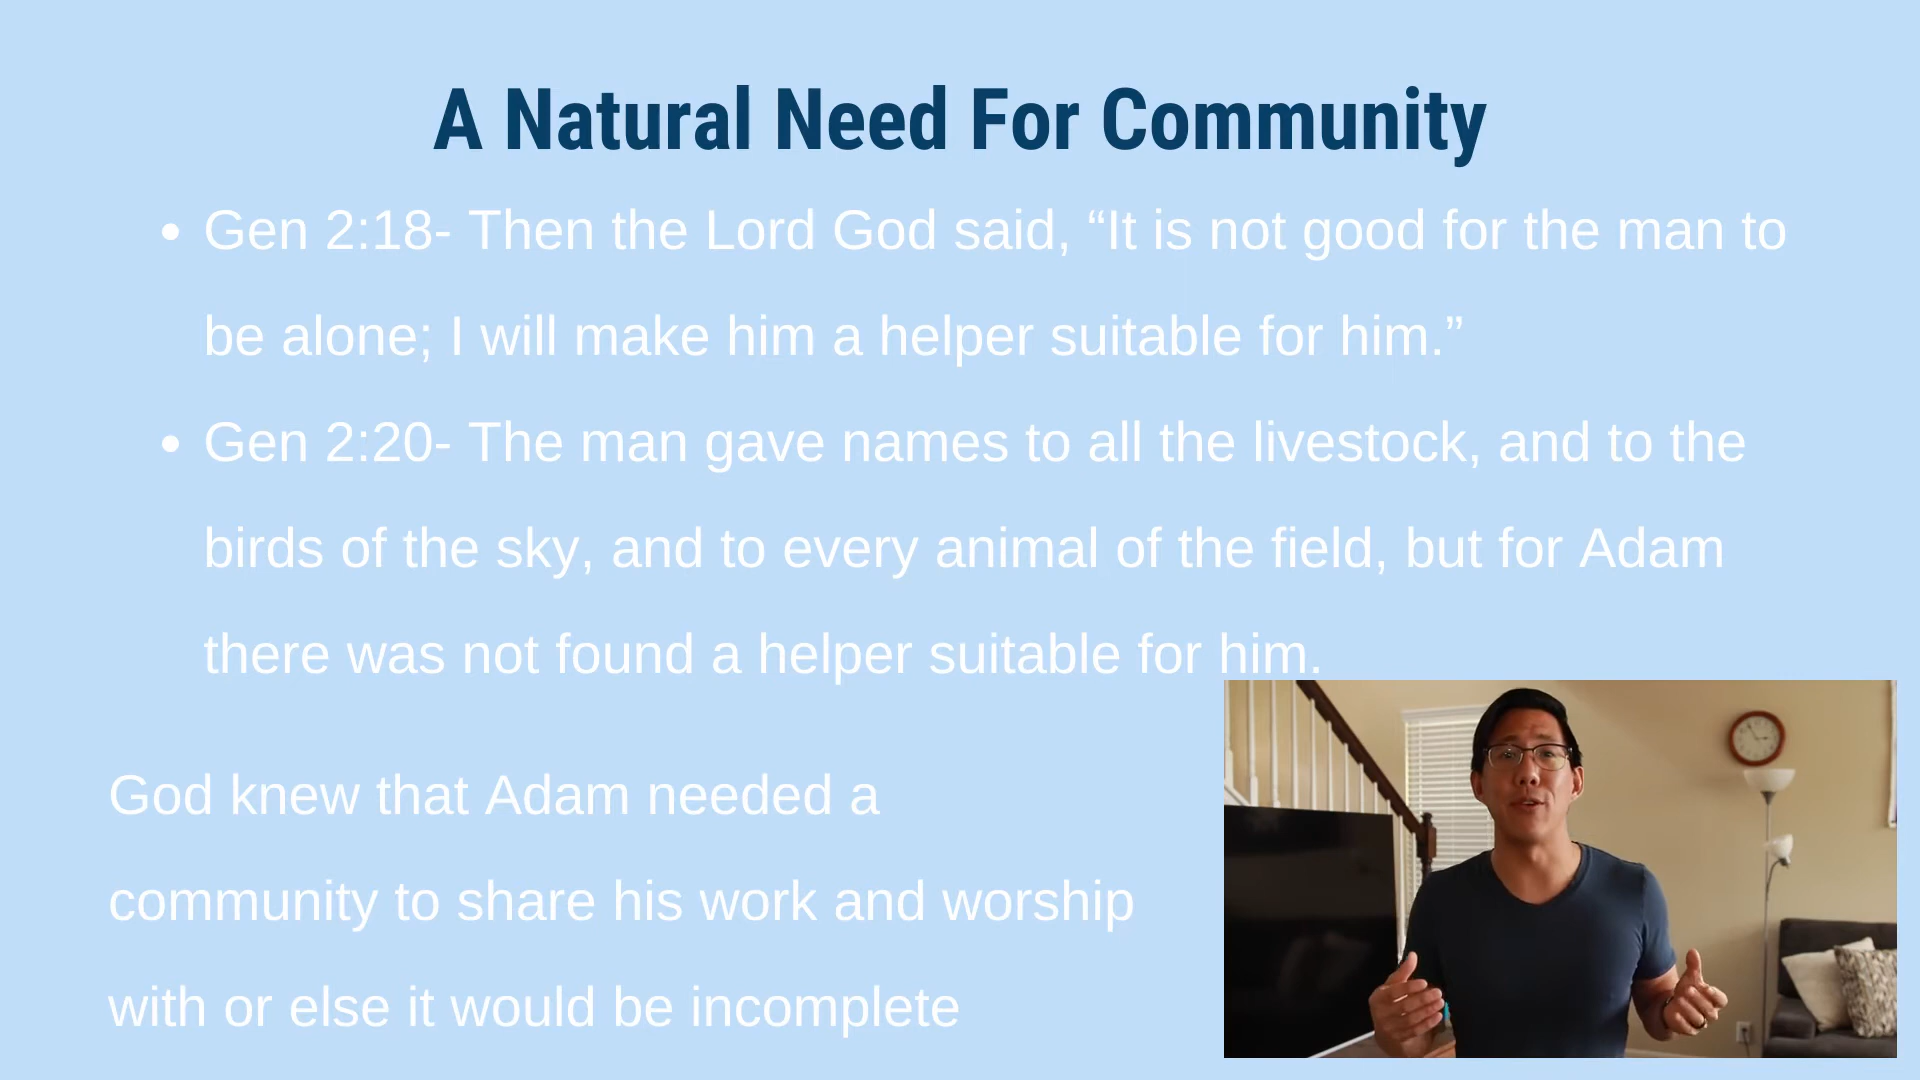 A Natural Need For Community
• Gen 2:18- Then the Lord God said, “It is not good for the man to
be alone; I will make him a helper suitable for him.”
• Gen 2:20- The man gave names to all the livestock, and to the
birds of the sky, and to every animal of the field, but for Adam
there was not found a helper suitable for him.
God knew that Adam needed a
community to share his work and worship
with or else it would be incomplete